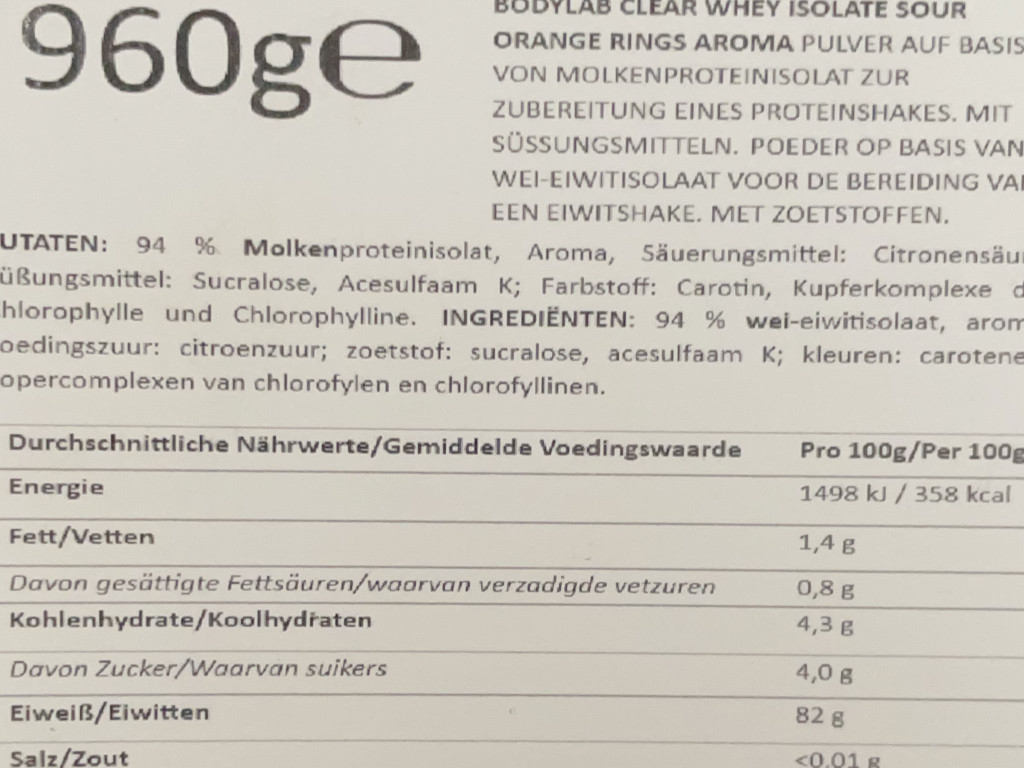 960ge
BODYLAB CLEAR WHEY ISOLATE SOUR
ORANGE RINGS AROMA PULVER AUF BASIS
VON MOLKENPROTEINISOLAT ZUR
ZUBEREITUNG EINES PROTEINSHAKES. MIT
SÜSSUNGSMITTELN. POEDER OP BASIS VAN
WEI-EIWITISOLAAT VOOR DE BEREIDING VAN
EEN EIWITSHAKE. MET ZOETSTOFFEN.
UTATEN: 94 % Molkenproteinisolat, Aroma, Säuerungsmittel: Citronensäu
üßungsmittel: Sucralose, Acesulfaam K; Farbstoff: Carotin, Kupferkomplexe d
hlorophylle und Chlorophylline. INGREDIËNTEN: 94 % wei-eiwitisolaat, arom
oedingszuur: citroenzuur; zoetstof: sucralose, acesulfaam K; kleuren: carotene
opercomplexen van chlorofylen en chlorofyllinen.
Durchschnittliche Nährwerte/Gemiddelde Voedingswaarde Pro 100g/Per 100g
Energie 1498 kJ / 358 kcal
Fett/Vetten 1,4 g
Davon gesättigte Fettsäuren/waarvan verzadigde vetzuren 0,8 g
Kohlenhydrate/Koolhydraten 4,3 g
Davon Zucker/Waarvan suikers 4,0 g
Eiweiß/Eiwitten 82 g
Salz/Zout <0,01 g